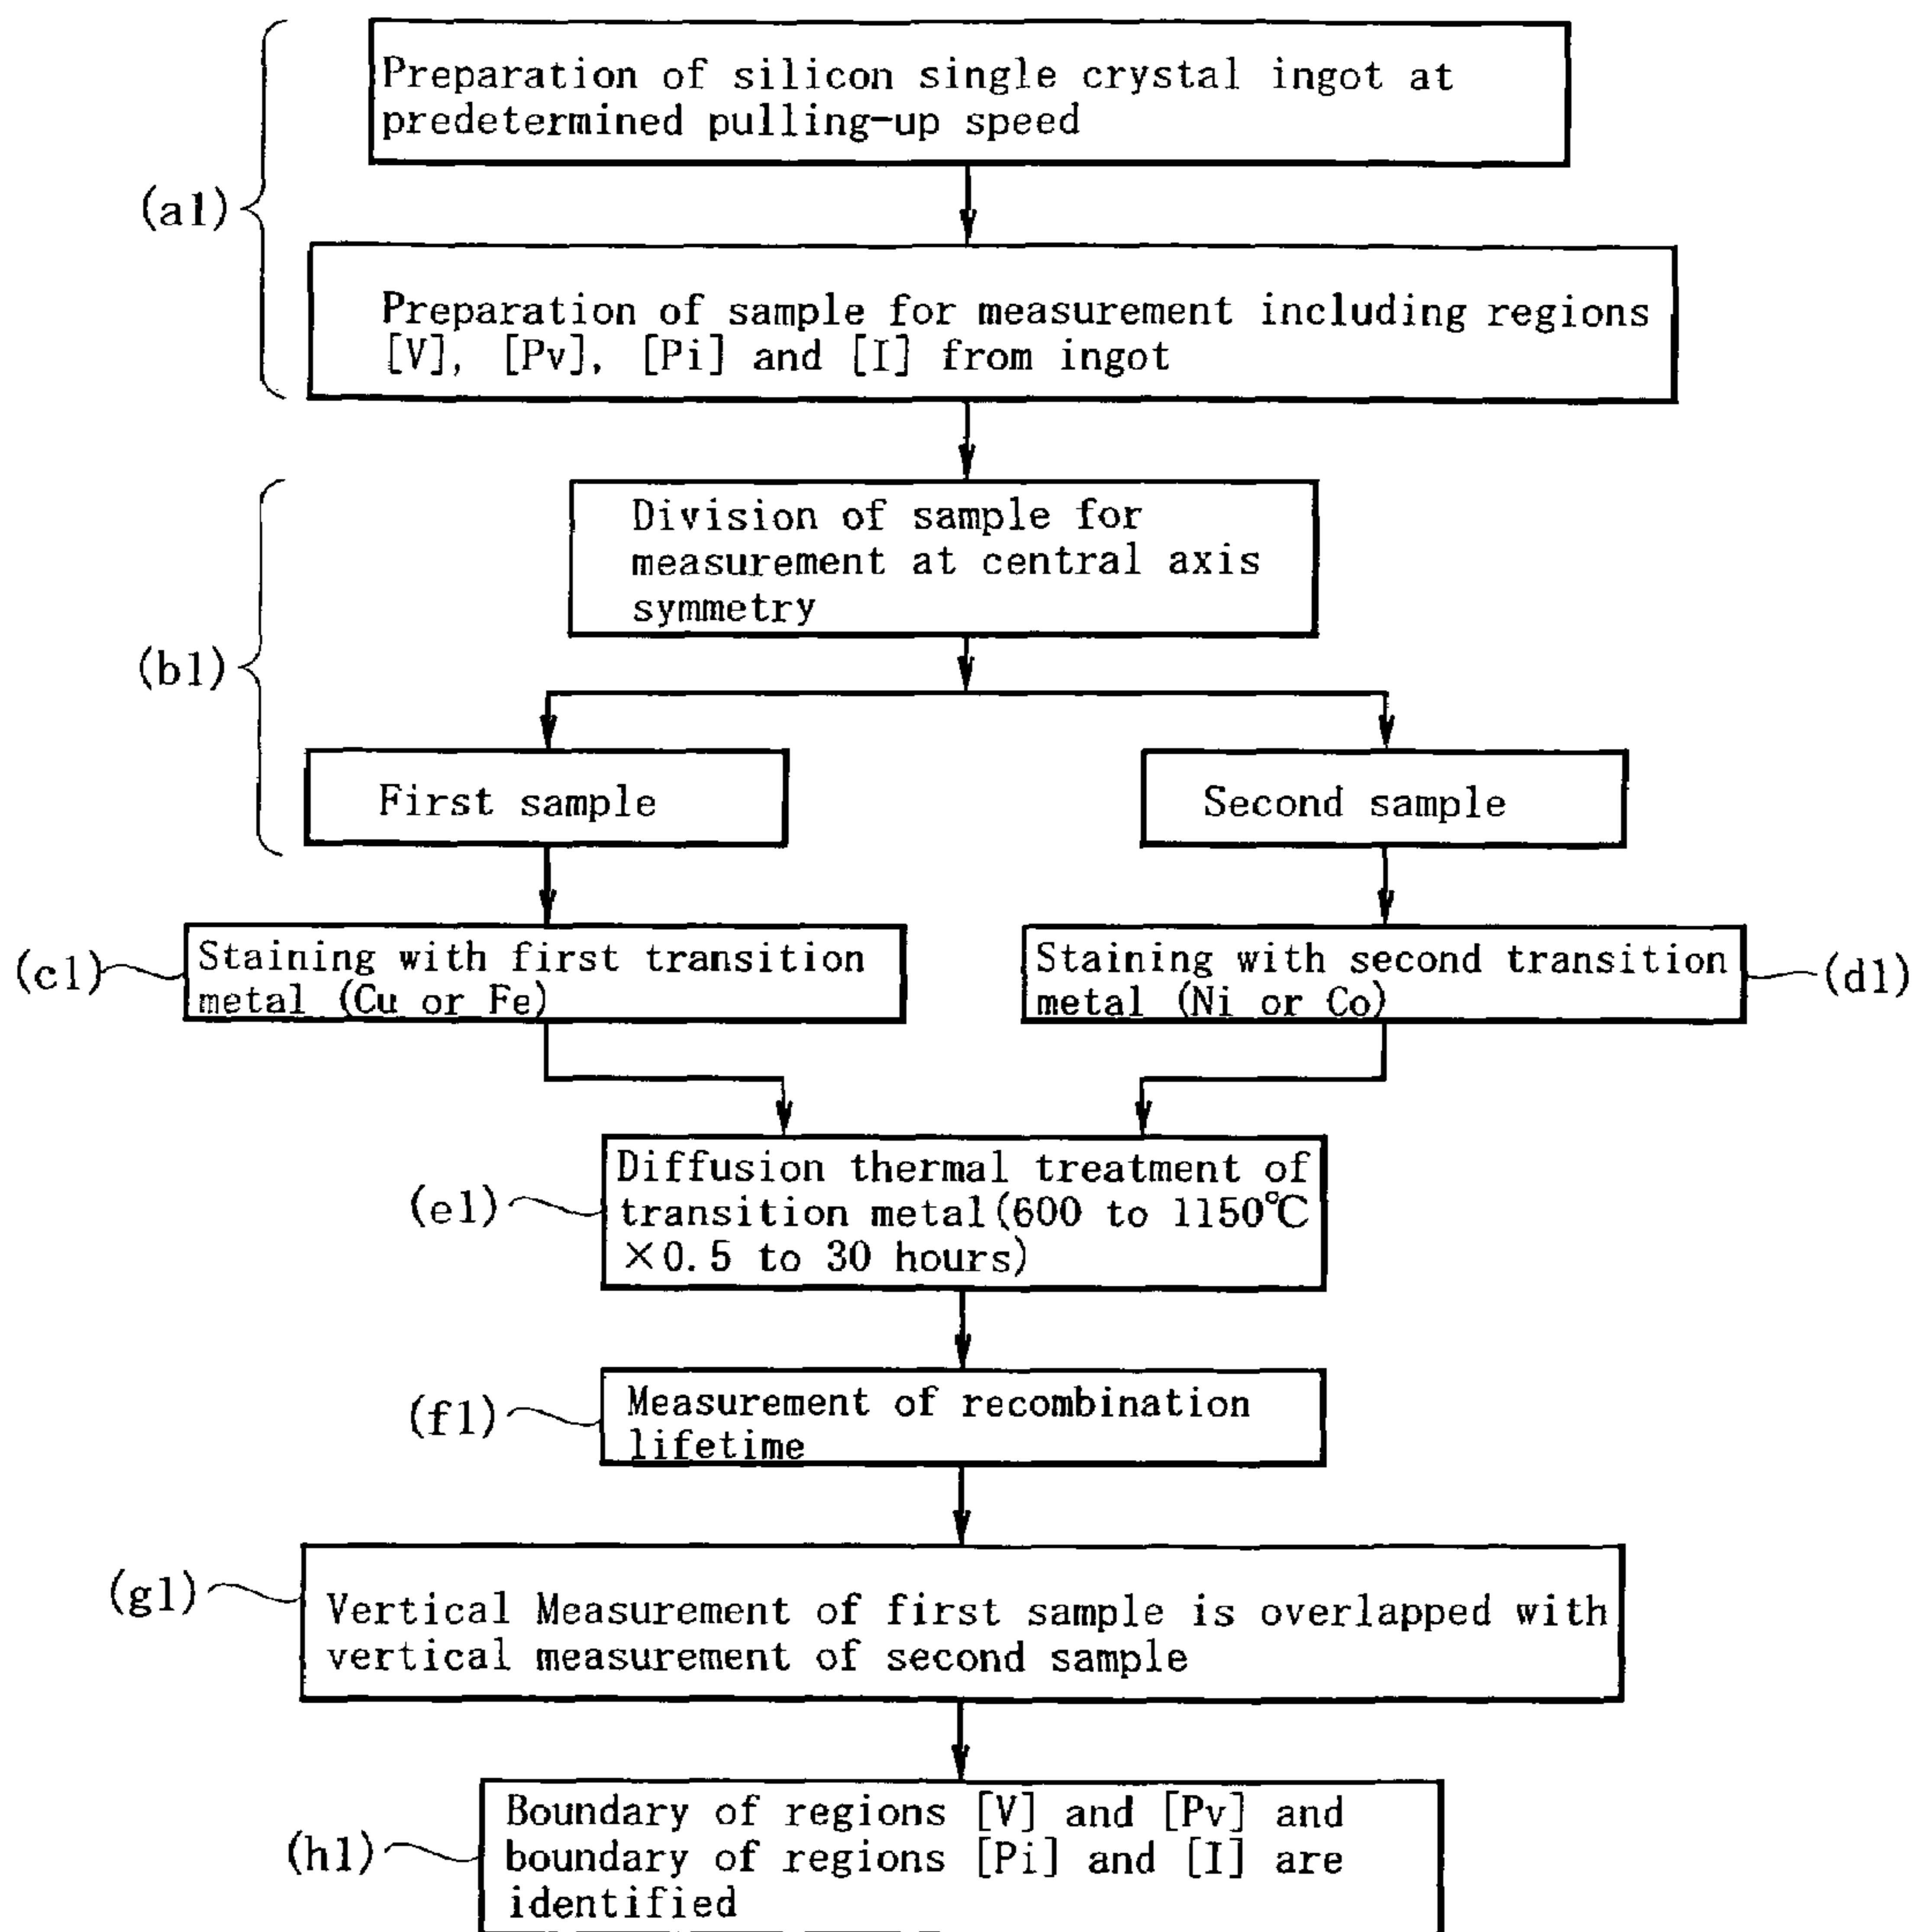 Preparation of silicon single crystal ingot at
predetermined pulling-up speed
(a1)
Preparation of sample for measurement including regions
[V], [Pv], [Pi] and [I] from ingot
Division of sample for
measurement at central axis
symmetry
(b1)
First sample
Second sample
(c1)
Staining with first transition
metal (Cu or Fe)
Staining with second transition
metal (Ni or Co)
(d1)
Diffusion thermal treatment of
(e1)
transition metal(600 to 1150℃
×0.5 to 30 hours)
(f1)
Measurement of recombination
lifetime
(g1)
Vertical Measurement of first sample is overlapped with
vertical measurement of second sample
Boundary of regions [V] and [Pv] and
(h1)
boundary of regions [Pi] and [I] are
identified